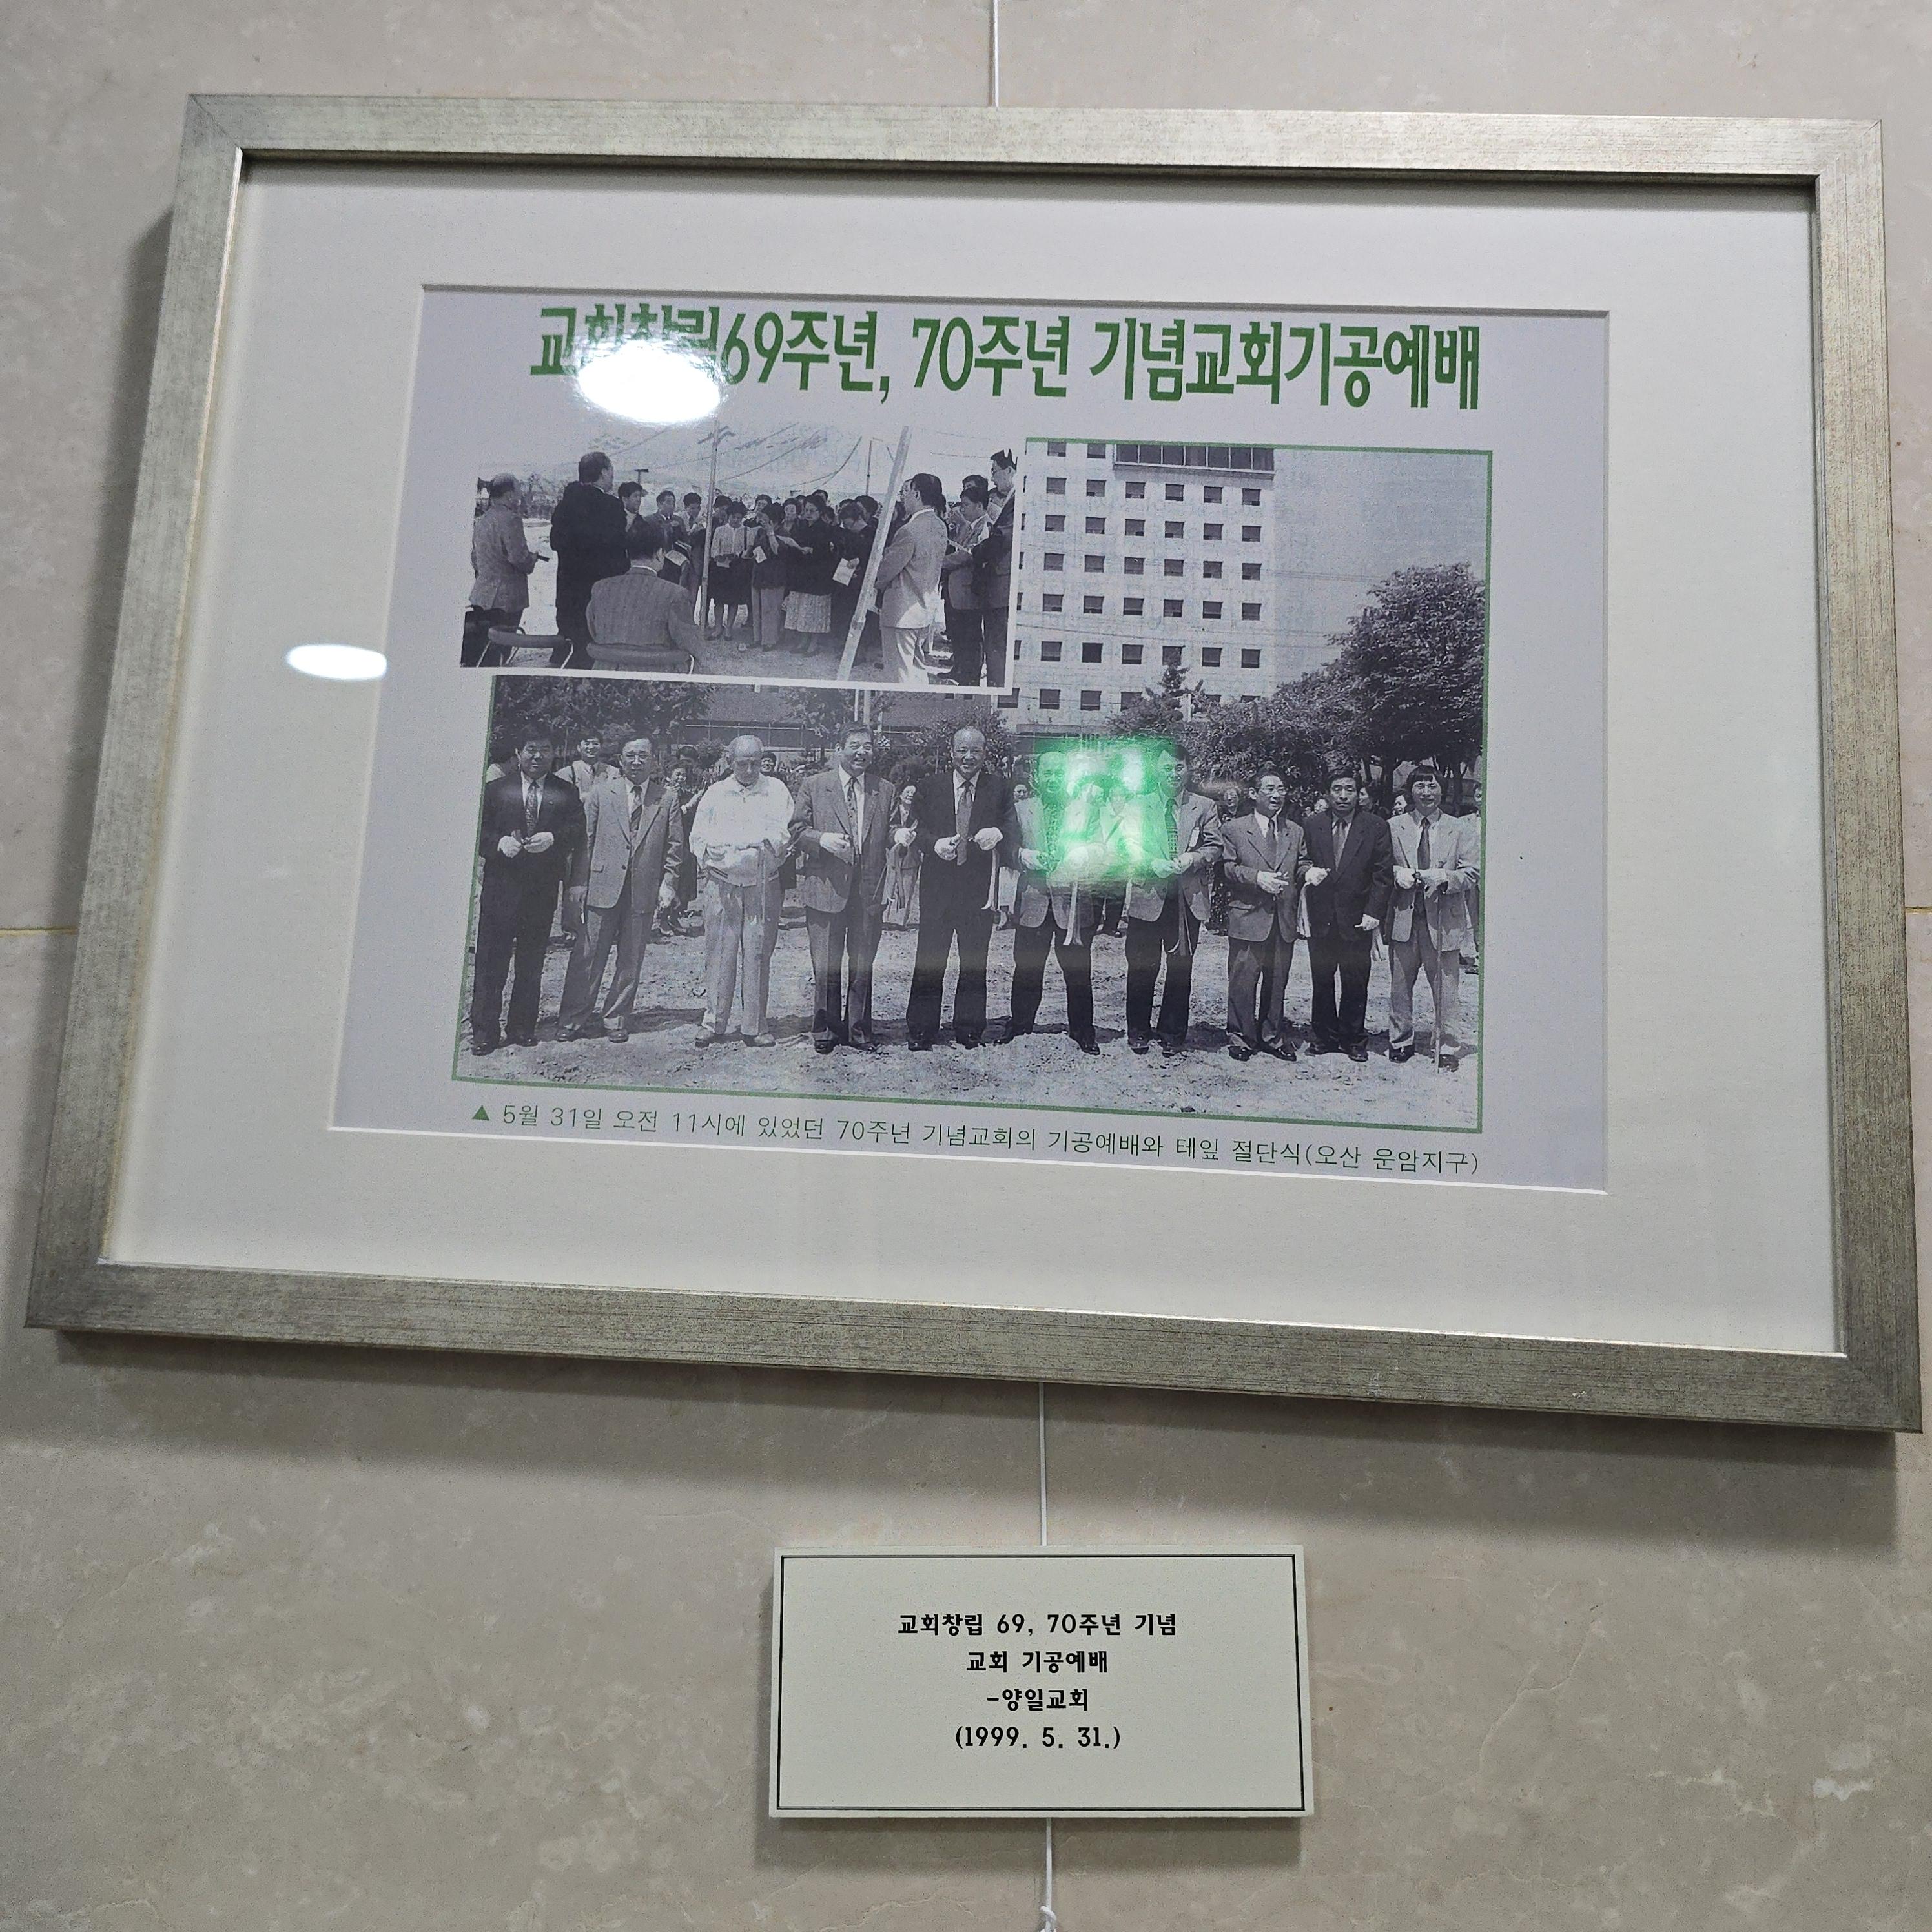 교회창립69주년, 70주년 기념교회기공예배
▲ 5월 31일 오전 11시에 있었던 70주년 기념교회의 기공예배와 테잎 절단식(오산 운암지구)
교회창립 69, 70주년 기념
교회 기공예배
-양일교회
(1999. 5. 31.)